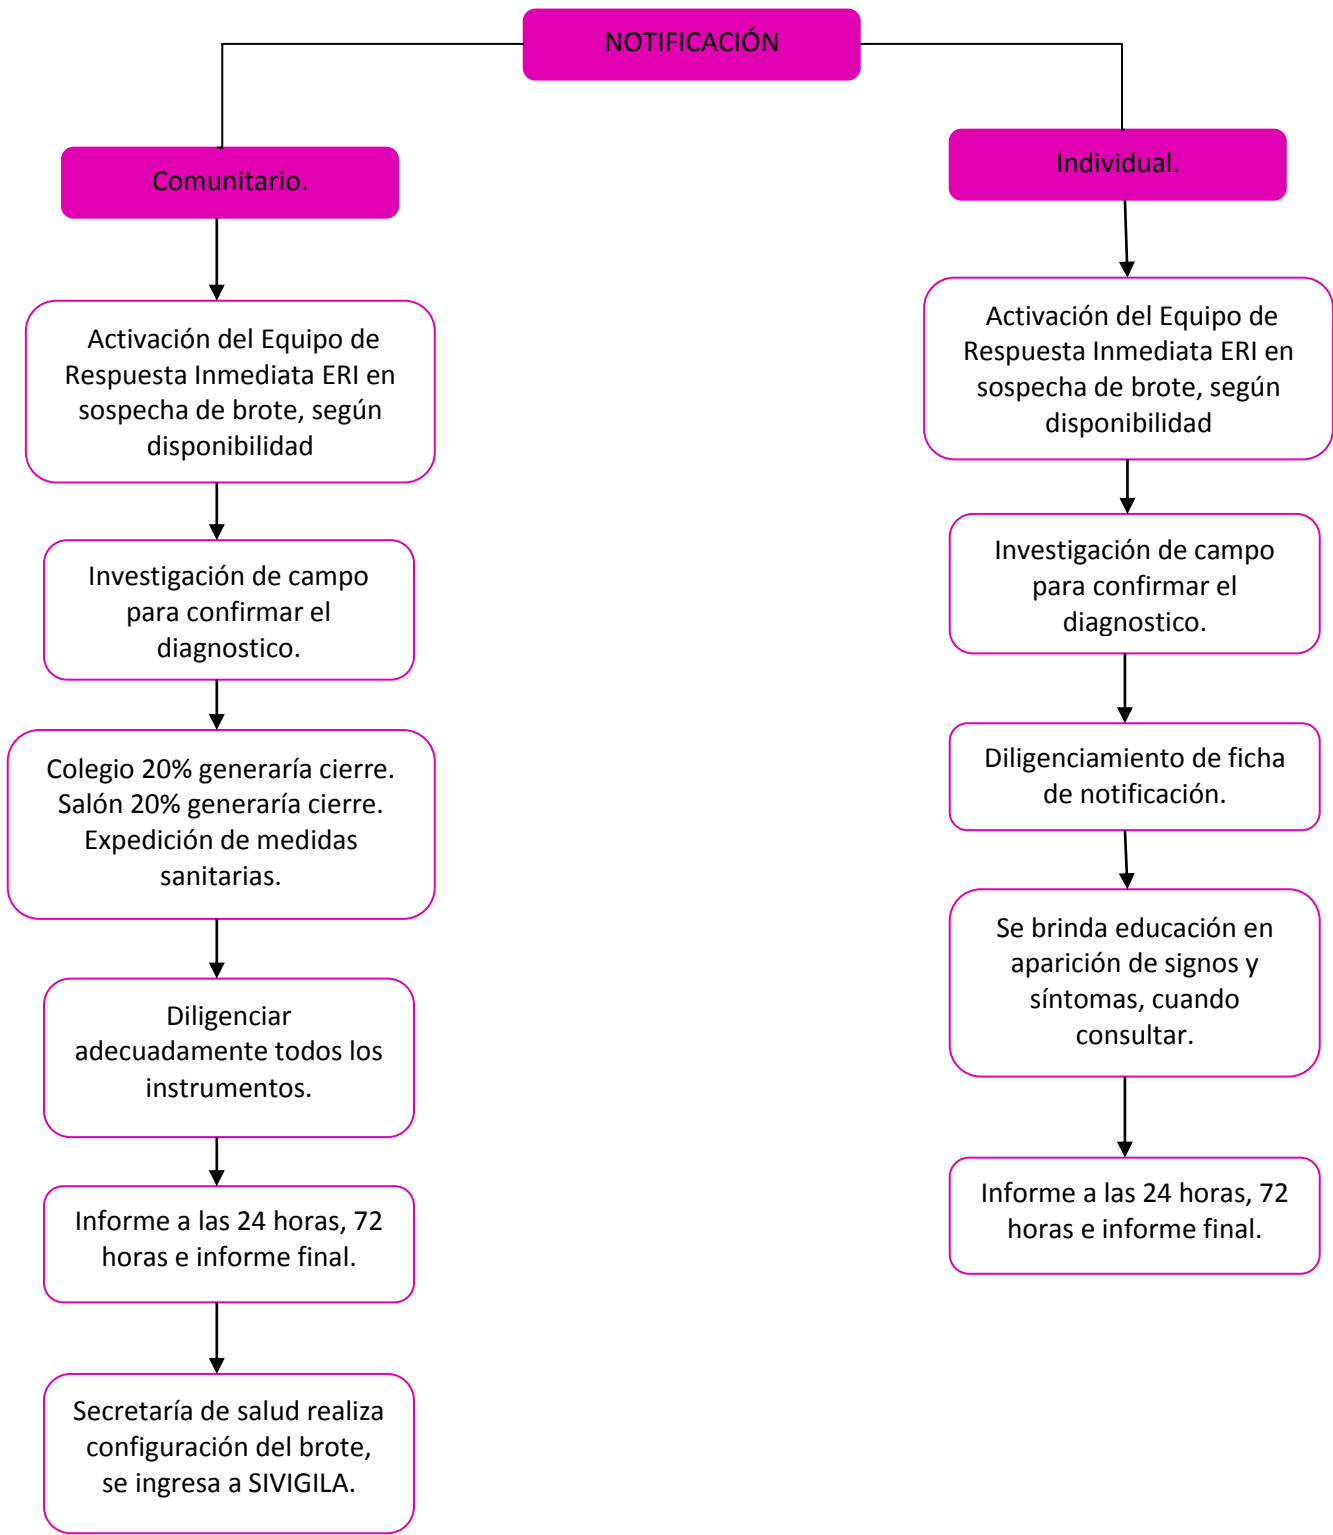 NOTIFICACIÓN
Comunitario.
Activación del Equipo de
Respuesta Inmediata ERI en
sospecha de brote, según
disponibilidad
Investigación de campo
para confirmar el
diagnostico.
Colegio 20% generaría cierre.
Salón 20% generaría cierre.
Expedición de medidas
sanitarias.
Diligenciar
adecuadamente todos los
instrumentos.
Informe a las 24 horas, 72
horas e informe final.
Secretaría de salud realiza
configuración del brote,
se ingresa a SIVIGILA.
Individual.
Activación del Equipo de
Respuesta Inmediata ERI en
sospecha de brote, según
disponibilidad
Investigación de campo
para confirmar el
diagnostico.
Diligenciamiento de ficha
de notificación.
Se brinda educación en
aparición de signos y
síntomas, cuando
consultar.
Informe a las 24 horas, 72
horas e informe final.